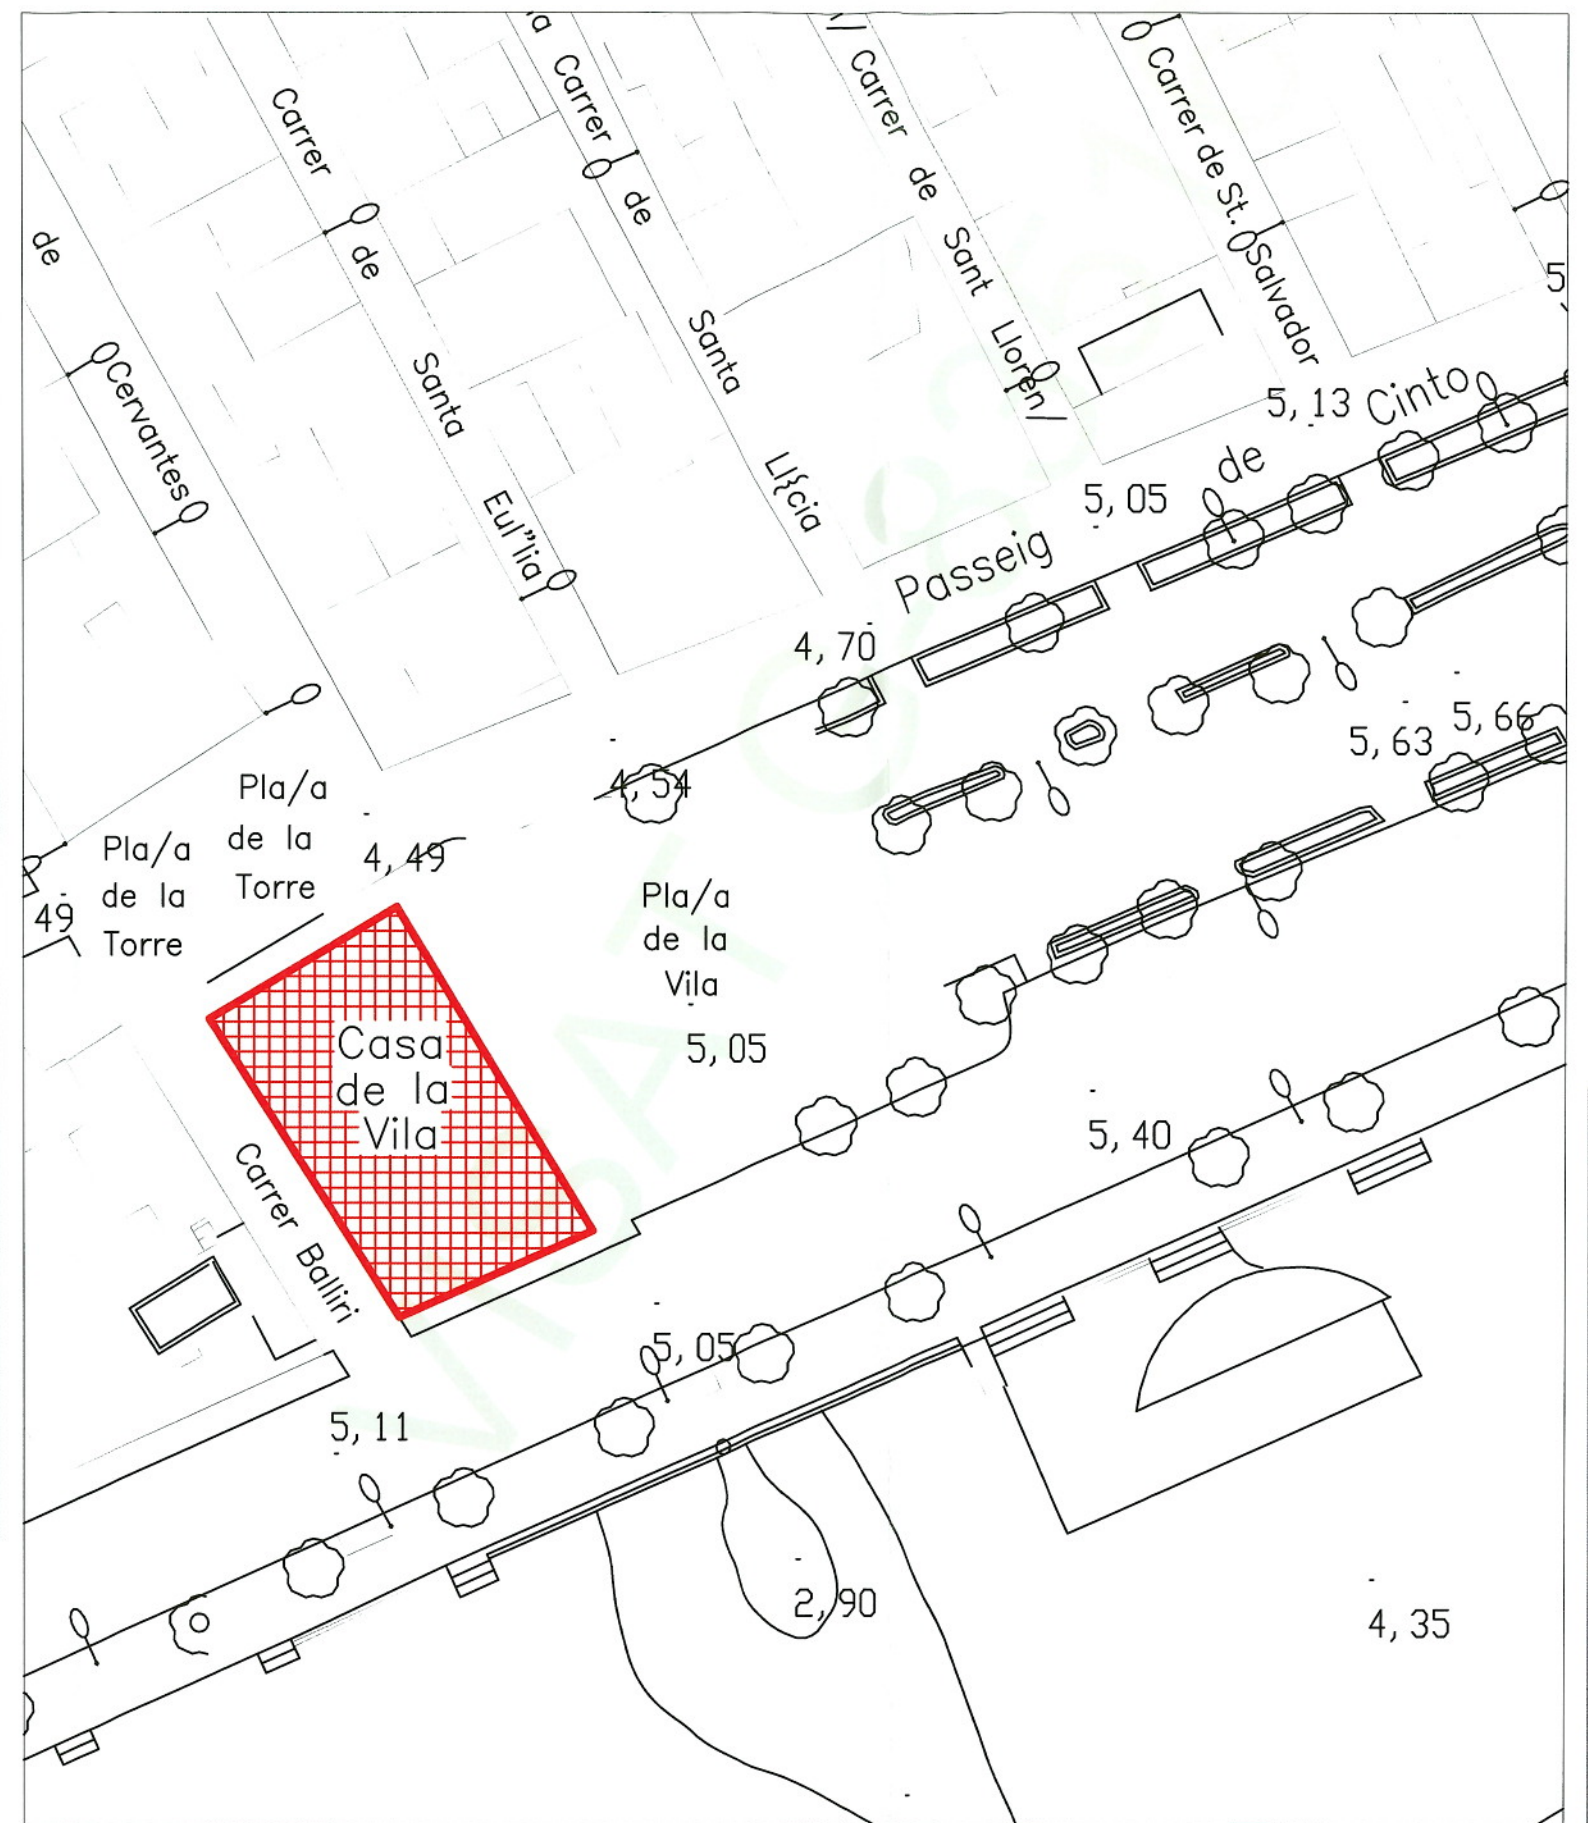 Carrer de Santa Eul"lia
Carrer de Santa Ll{cia
Carrer de Sant Lloren/
Carrer de St. Salvador
de Cervantes
5
5,13
Passeig de Cinto
5,05
4,70
5,66
5,63
4,54
Pla/a
de la
Torre
4,49
Pla/a
de la
Torre
49
Pla/a
de la
Vila
5,05
Casa
de la
Vila
5,40
Carrer Balliri
5,05
5,11
2,90
4,35